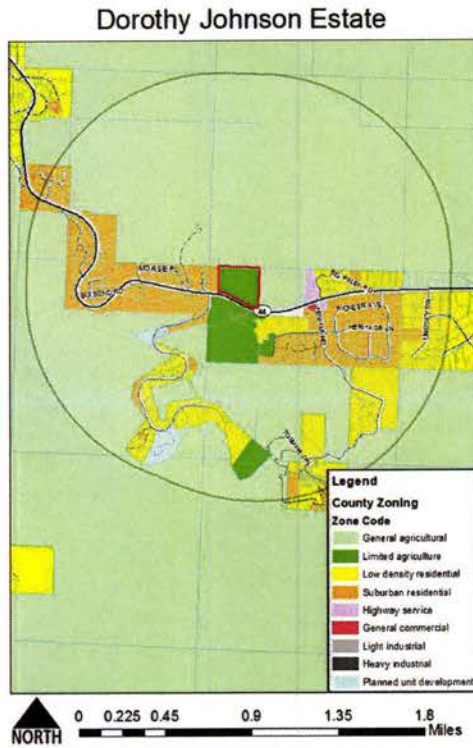 Dorothy Johnson Estate
44
Legend
County Zoning
Zone Code
General agricultural
Limited agriculture
Low density residential
Suburban residential
Highway service
General commercial
Light industrial
Heavy industrial
Planned unit development
NORTH
0 0.225 0.45 0.9 1.35 1.8
Miles